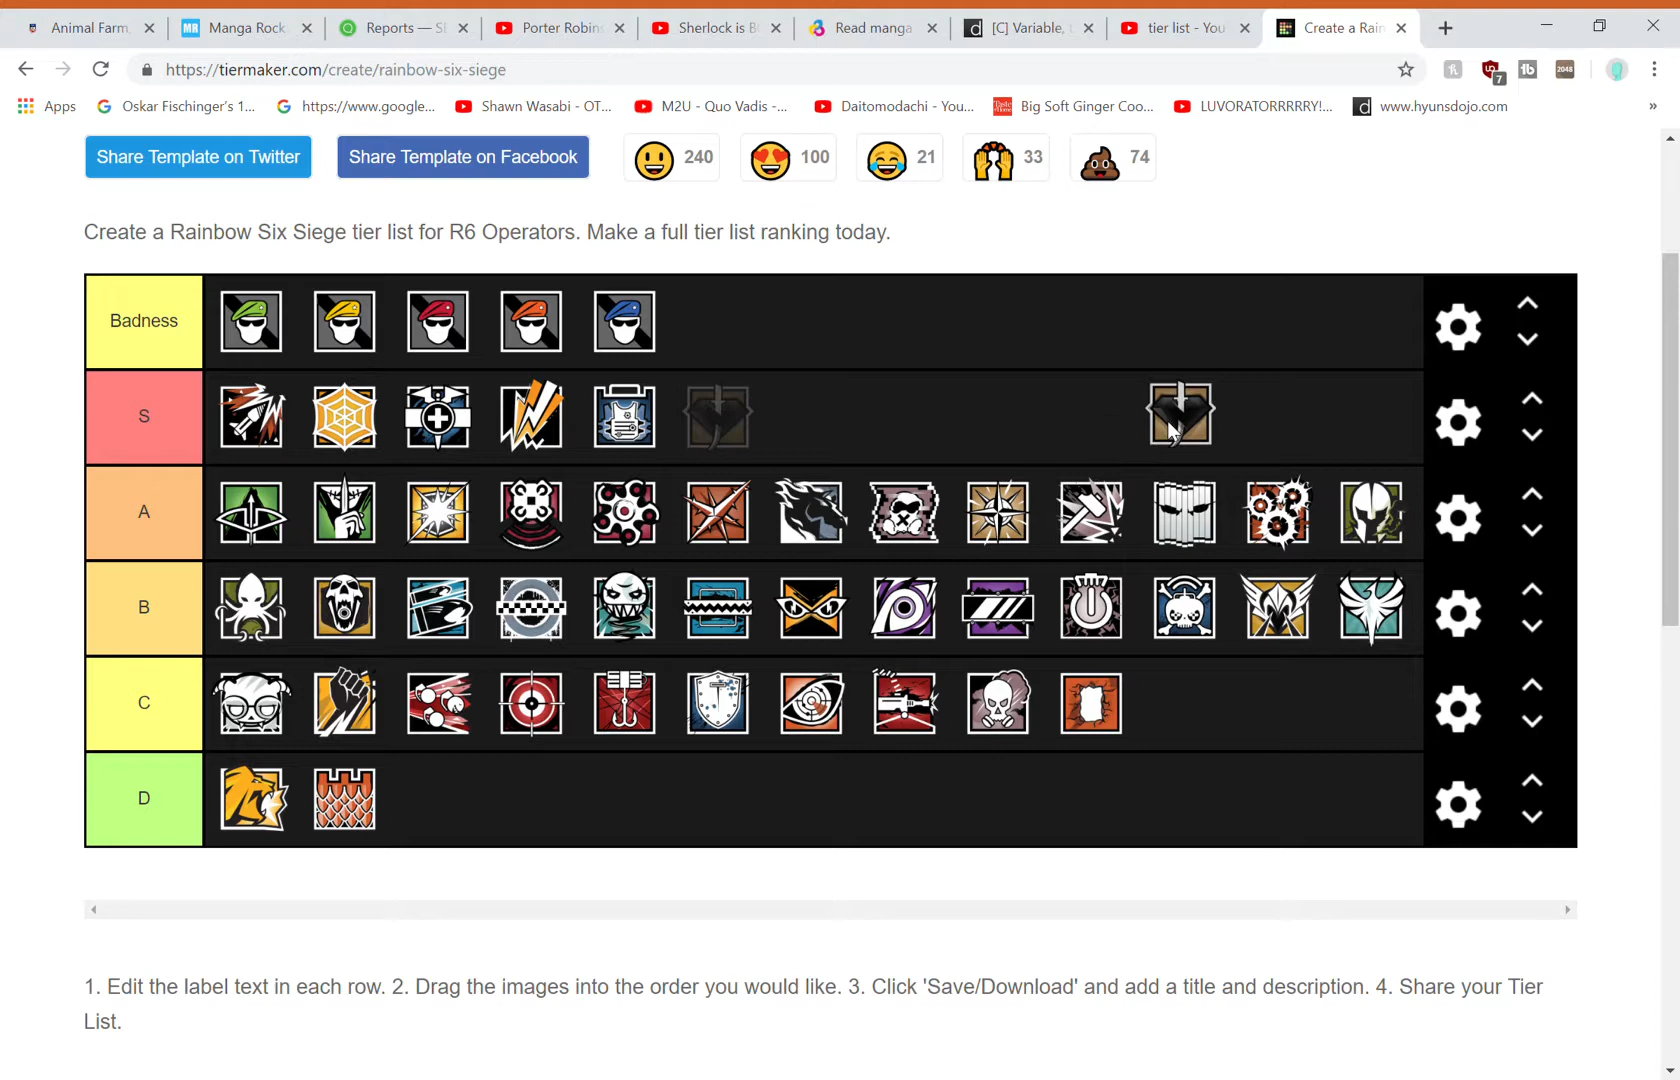 Animal Farm,
Manga Rock
Reports — SE
Porter Robins
Sherlock is B
Read manga
[C] Variable,
tier list - You
Create a Rain
https://tiermaker.com/create/rainbow-six-siege
7
2048
Apps
Oskar Fischinger's 1...
https://www.google...
Shawn Wasabi - OT...
M2U - Quo Vadis -...
Daitomodachi - You...
Big Soft Ginger Coo...
LUVORATORRRRRY!...
www.hyunsdojo.com
»
Share Template on Twitter
Share Template on Facebook
240
100
21
33
74
Create a Rainbow Six Siege tier list for R6 Operators. Make a full tier list ranking today.
Badness
S
A
B
C
D
1. Edit the label text in each row. 2. Drag the images into the order you would like. 3. Click 'Save/Download' and add a title and description. 4. Share your Tier
List.